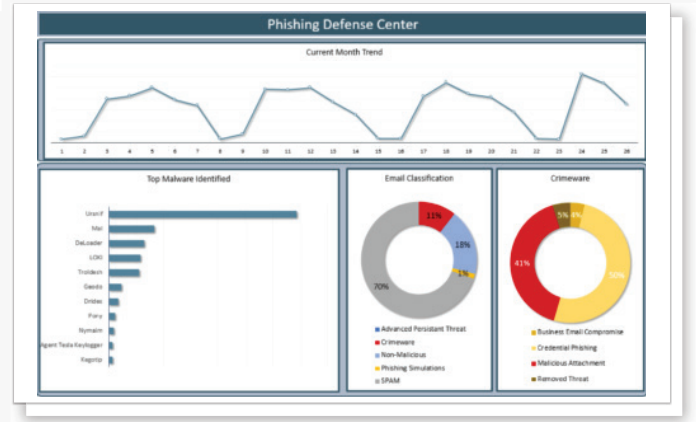 Phishing Defense Center
Current Month Trend
1 2 3 4 5 6 7 8 9 10 11 12 13 14 15 16 17 18 19 20 21 22 23 24 25 26
Top Malware Identified
Ursnif
Mal
DeLoader
LOKI
Troldesh
Geodo
Dridex
Pony
Nymaim
Agent Tesla Keylogger
Email Classification
11%
18%
1%
70%
Advanced Persistant Threat
Crimeware
Non-Malicious
Phishing Simulations
SPAM
Crimeware
5% 4%
41%
50%
Business Email Compromise
Credential Phishing
Malicious Attachment
Removed Threat